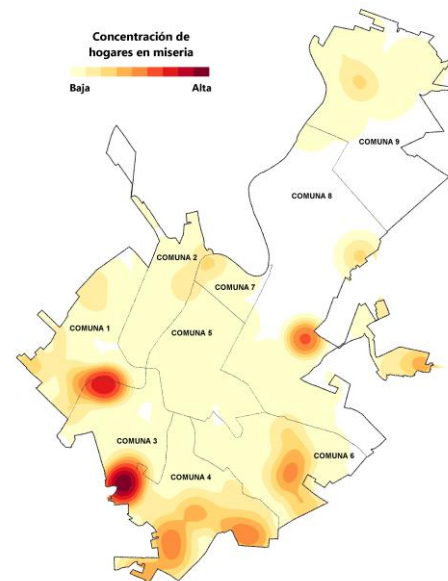 Concentración de
hogares en miseria
Baja Alta
COMUNA 9
COMUNA 8
COMUNA 2
COMUNA 7
COMUNA 1
COMUNA 5
COMUNA 3
COMUNA 6
COMUNA 4